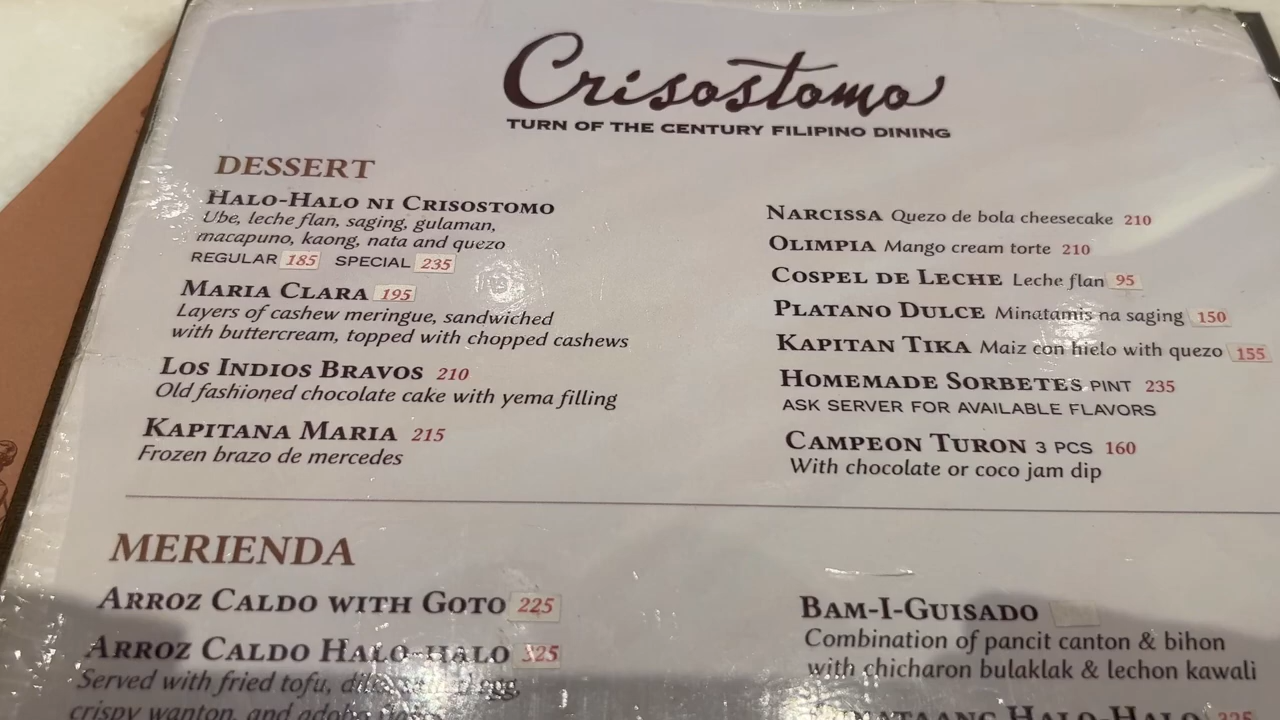 Crisostomo
TURN OF THE CENTURY FILIPINO DINING
DESSERT
HALO-HALO NI CRISOSTOMO
Ube, leche flan, saging, gulaman,
macapuno, kaong, nata and quezo
REGULAR 185 SPECIAL 235
MARIA CLARA 195
Layers of cashew meringue, sandwiched
with buttercream, topped with chopped cashews
LOS INDIOS BRAVOS 210
Old fashioned chocolate cake with yema filling
KAPITANA MARIA 215
Frozen brazo de mercedes
NARCISSA Quezo de bola cheesecake 210
OLIMPIA Mango cream torte 210
COSPEL DE LECHE Leche flan 95
PLATANO DULCE Minatamis na saging 150
KAPITAN TIKA Maiz con hielo with quezo 155
HOMEMADE SORBETES PINT 235
ASK SERVER FOR AVAILABLE FLAVORS
CAMPEON TURON 3 PCS 160
With chocolate or coco jam dip
MERIENDA
ARROZ CALDO WITH GOTO 225
ARROZ CALDO HALO-HALO 325
Served with fried tofu, egg,
crispy wanton, and adobo
BAM-I-GUISADO
Combination of pancit canton & bihon
with chicharon bulaklak & lechon kawali
HALO-HALO